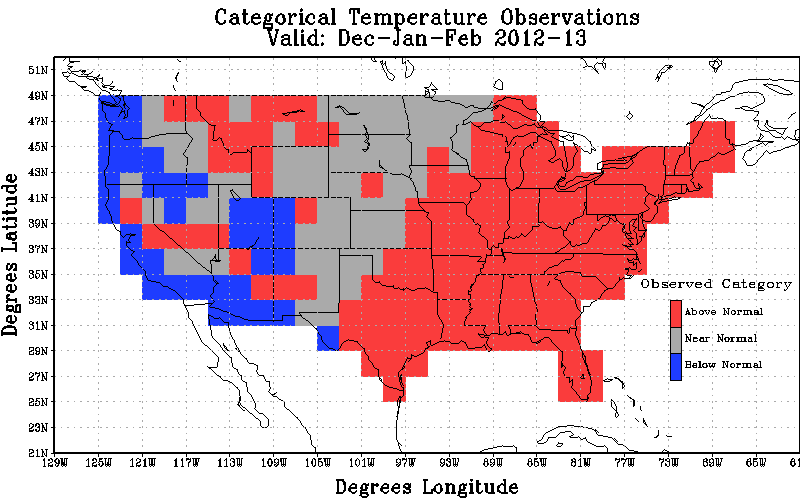 Categorical Temperature Observations
Valid: Dec-Jan-Feb 2012-13
Degrees Latitude
51N
49N
47N
45N
43N
41N
39N
37N
35N
33N
31N
29N
27N
25N
23N
21N
Observed Category
Above Normal
Near Normal
Below Normal
129W 125W 121W 117W 113W 109W 105W 101W 97W 93W 89W 85W 81W 77W 73W 69W 65W 61
Degrees Longitude